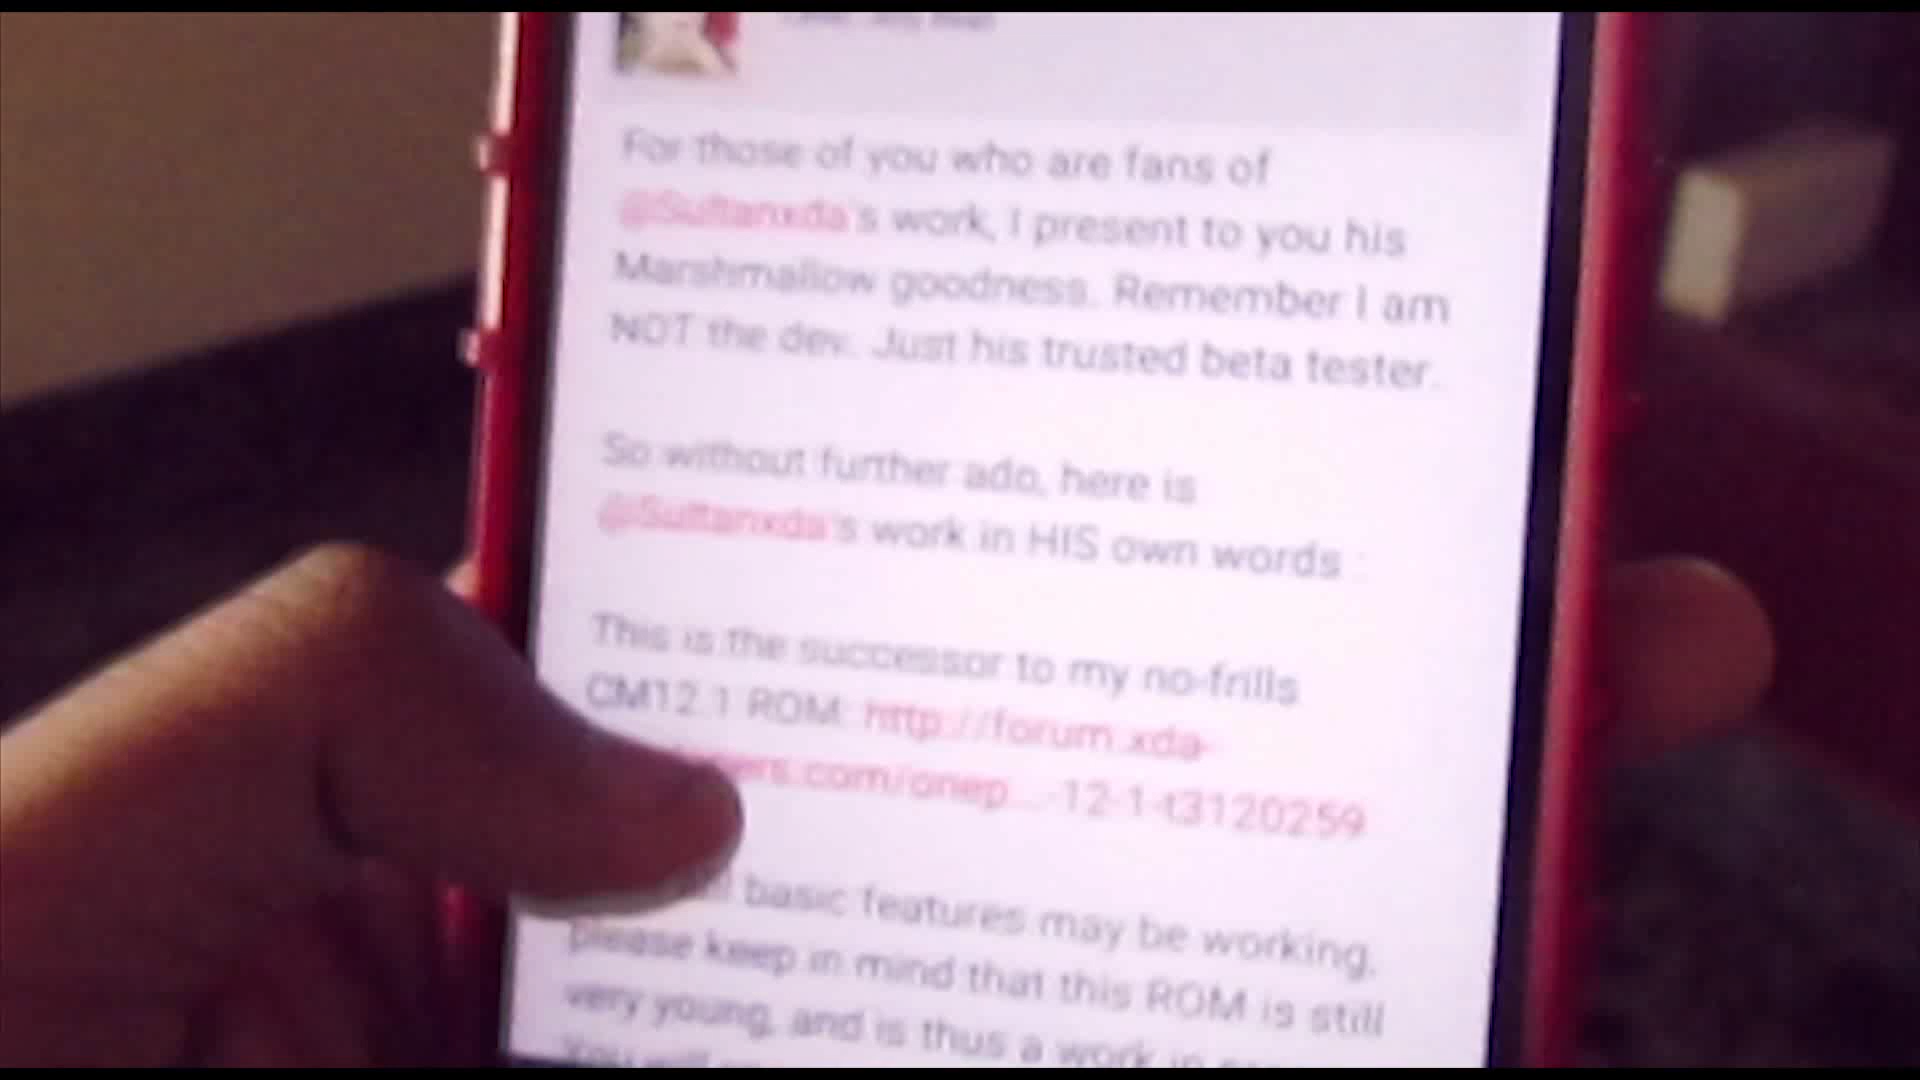 For those of you who are fans of
@Sultanxda's work, I present to you his
Marshmallow goodness. Remember I am
NOT the dev. Just his trusted beta tester.
So without further ado, here is
@Sultanxda's work in HIS own words :
This is the successor to my no-frills
CM12.1 ROM: http://forum.xda-
pers.com/onep...-12-1-t3120259
basic features may be working,
please keep in mind that this ROM is still
very young, and is thus a work in
You will